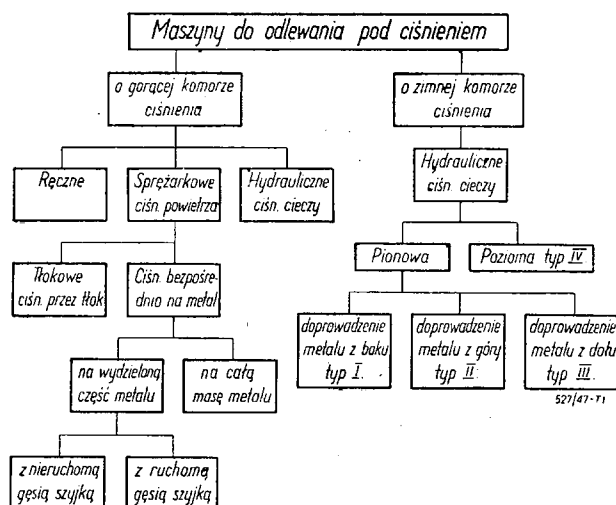 Maszyny do odlewania pod ciśnieniem
o gorącej komorze
ciśnienia
o zimnej komorze
ciśnienia
Ręczne
Sprężarkowe
ciśn. powietrza
Hydrauliczne
ciśn. cieczy
Hydrauliczne
ciśn. cieczy
Tłokowe
ciśn. przez tłok
Ciśn. bezpośre-
dnio na metal
Pionowa
Pozioma typ IV
na wydzieloną
część metalu
na całą
masę metalu
doprowadzenie
metalu z boku
typ I.
doprowadzenie
metalu z góry
typ II.
doprowadzenie
metalu z dołu
typ III.
527/47-T1
z nieruchomą
gęsią szyjką
z ruchomą
gęsią szyjką